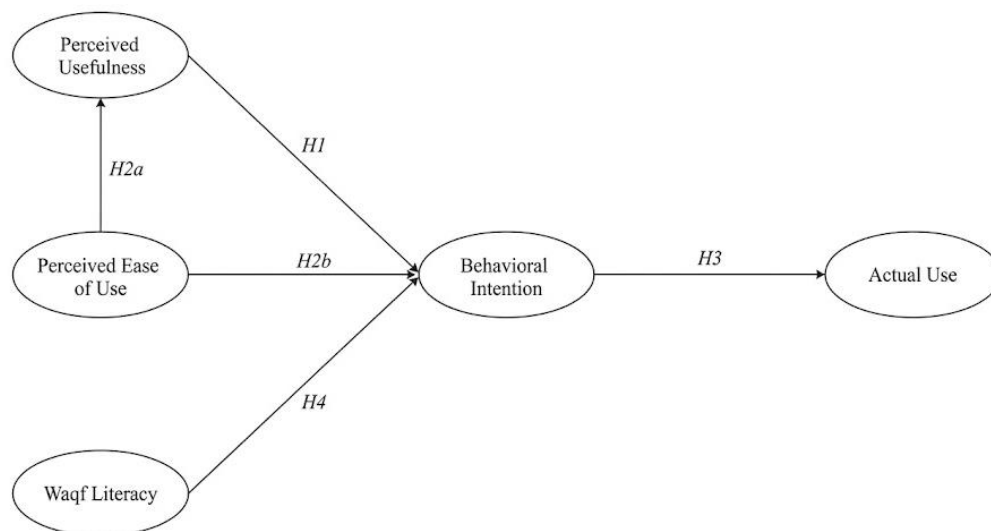 Perceived
Usefulness
H1
H2a
Perceived Ease
of Use
H2b
Behavioral
Intention
H3
Actual Use
H4
Waqf Literacy